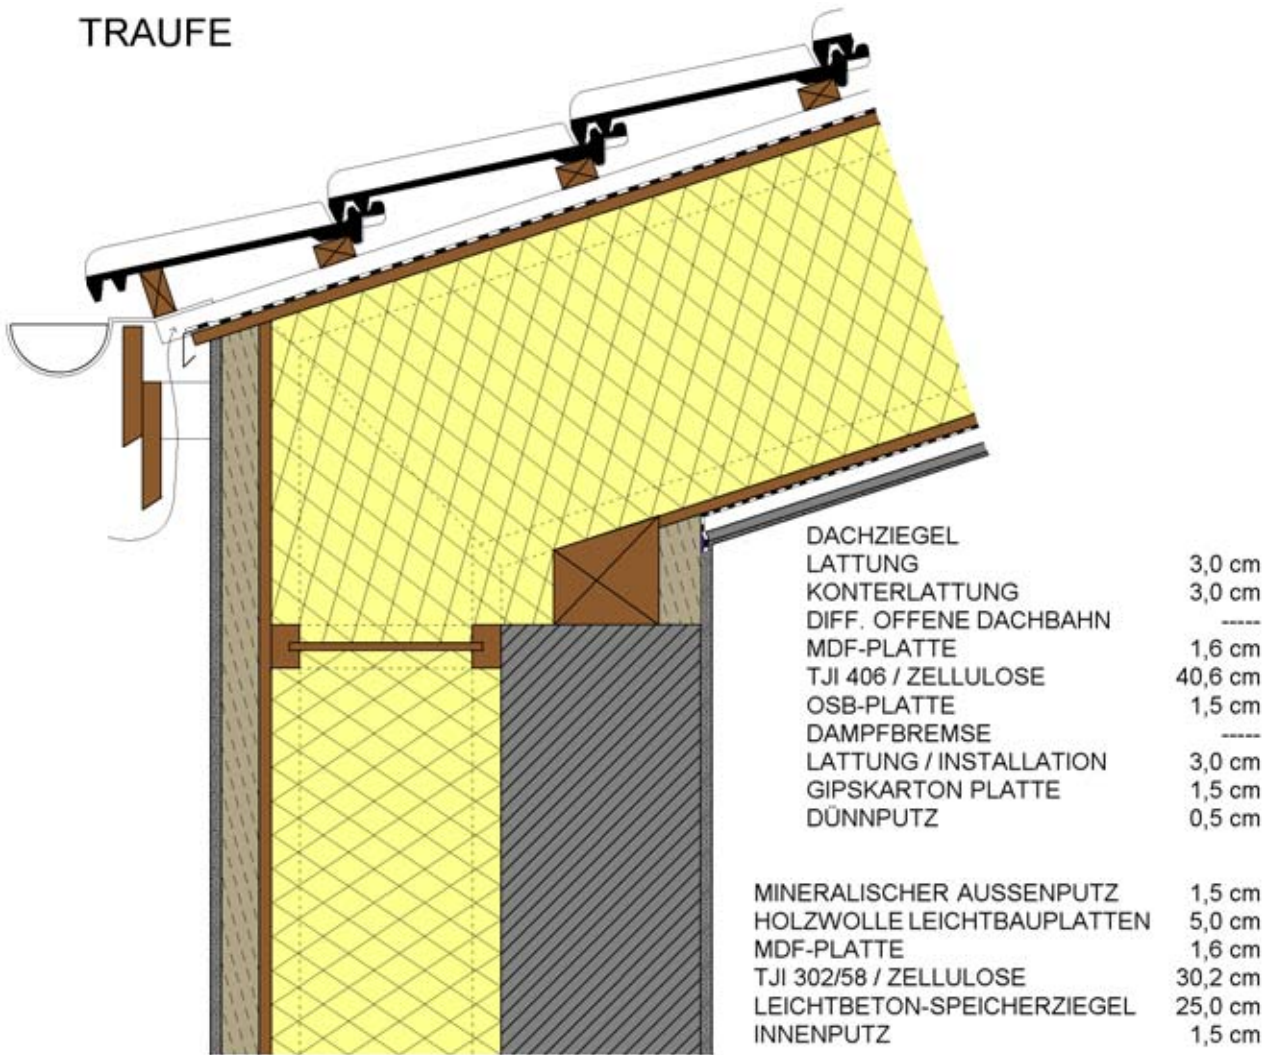 TRAUFE
DACHZIEGEL
LATTUNG 3,0 cm
KONTERLATTUNG 3,0 cm
DIFF. OFFENE DACHBAHN -----
MDF-PLATTE 1,6 cm
TJI 406 / ZELLULOSE 40,6 cm
OSB-PLATTE 1,5 cm
DAMPFBREMSE -----
LATTUNG / INSTALLATION 3,0 cm
GIPSKARTON PLATTE 1,5 cm
DÜNNPUTZ 0,5 cm
MINERALISCHER AUSSENPUTZ 1,5 cm
HOLZWOLLE LEICHTBAUPLATTEN 5,0 cm
MDF-PLATTE 1,6 cm
TJI 302/58 / ZELLULOSE 30,2 cm
LEICHTBETON-SPEICHERZIEGEL 25,0 cm
INNENPUTZ 1,5 cm